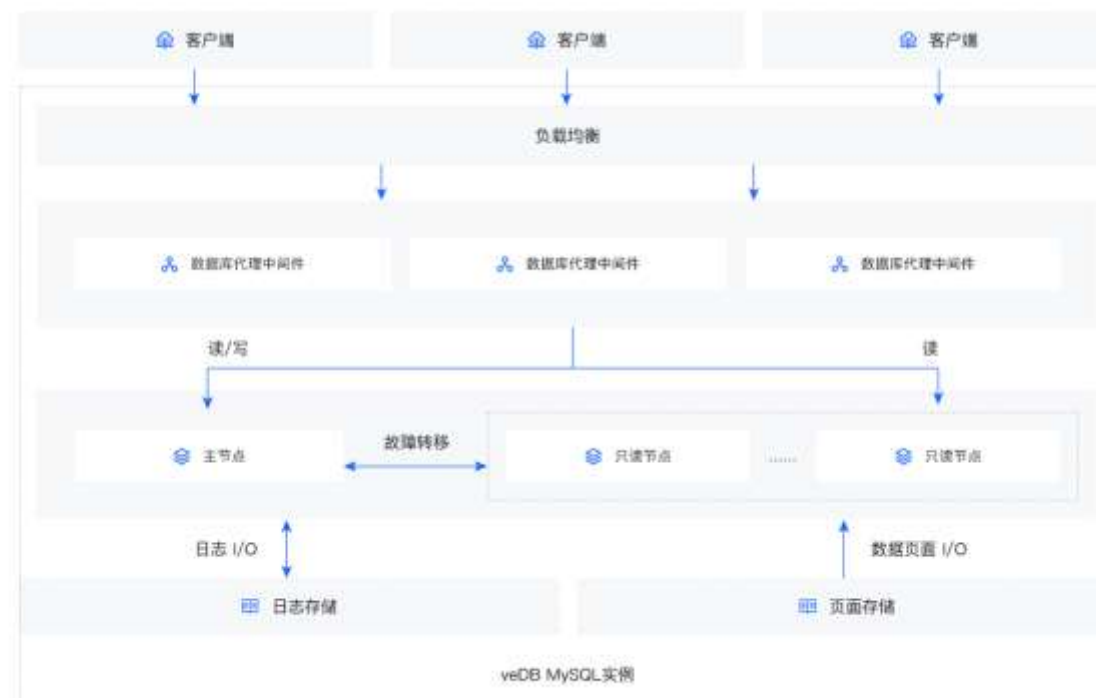 客户端
客户端
客户端
负载均衡
数据库代理中间件
数据库代理中间件
数据库代理中间件
读/写
读
主节点
故障转移
只读节点
......
只读节点
日志 I/O
数据页面 I/O
日志存储
页面存储
veDB MySQL实例